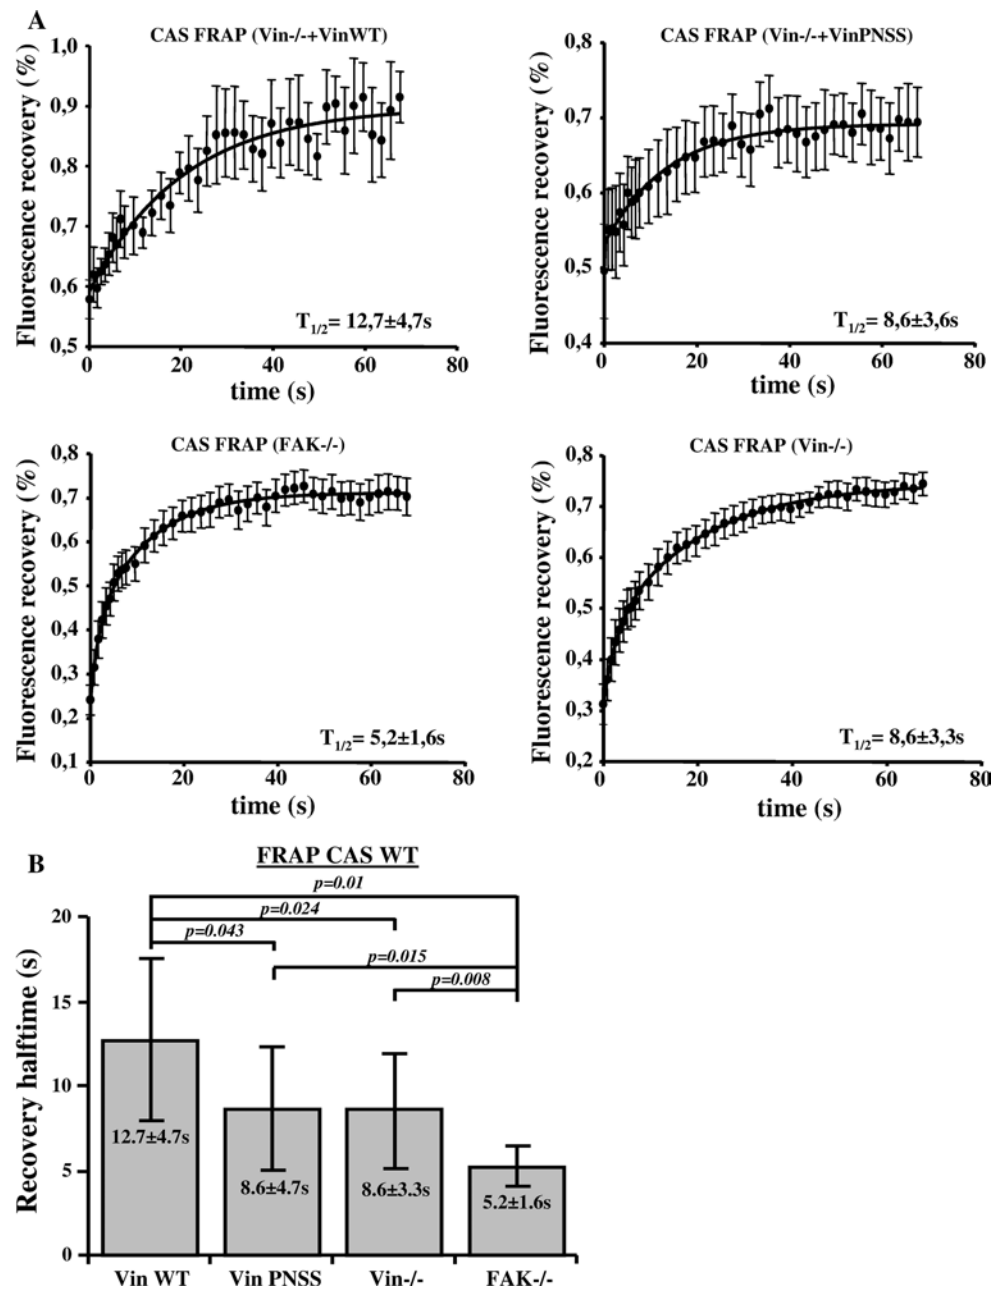 A
CAS FRAP (Vin-/-+VinWT)
Fluorescence recovery (%)
1,0
0,9
0,8
0,7
0,6
0,5
0
20
40
60
80
time (s)
T1/2= 12,7±4,7s
CAS FRAP (Vin-/-+VinPNSS)
Fluorescence recovery (%)
0,8
0,7
0,6
0,5
0,4
0
20
40
60
80
time (s)
T1/2= 8,6±3,6s
CAS FRAP (FAK-/-)
Fluorescence recovery (%)
0,8
0,7
0,6
0,5
0,4
0,3
0,2
0,1
0
20
40
60
80
time (s)
T1/2= 5,2±1,6s
CAS FRAP (Vin-/-)
Fluorescence recovery (%)
0,8
0,7
0,6
0,5
0,4
0,3
0,2
0
20
40
60
80
time (s)
T1/2= 8,6±3,3s
B
FRAP CAS WT
p=0.01
p=0.024
p=0.043
p=0.015
p=0.008
Recovery halftime (s)
20
15
10
5
0
12.7±4.7s
8.6±4.7s
8.6±3.3s
5.2±1.6s
Vin WT
Vin PNSS
Vin-/-
FAK-/-